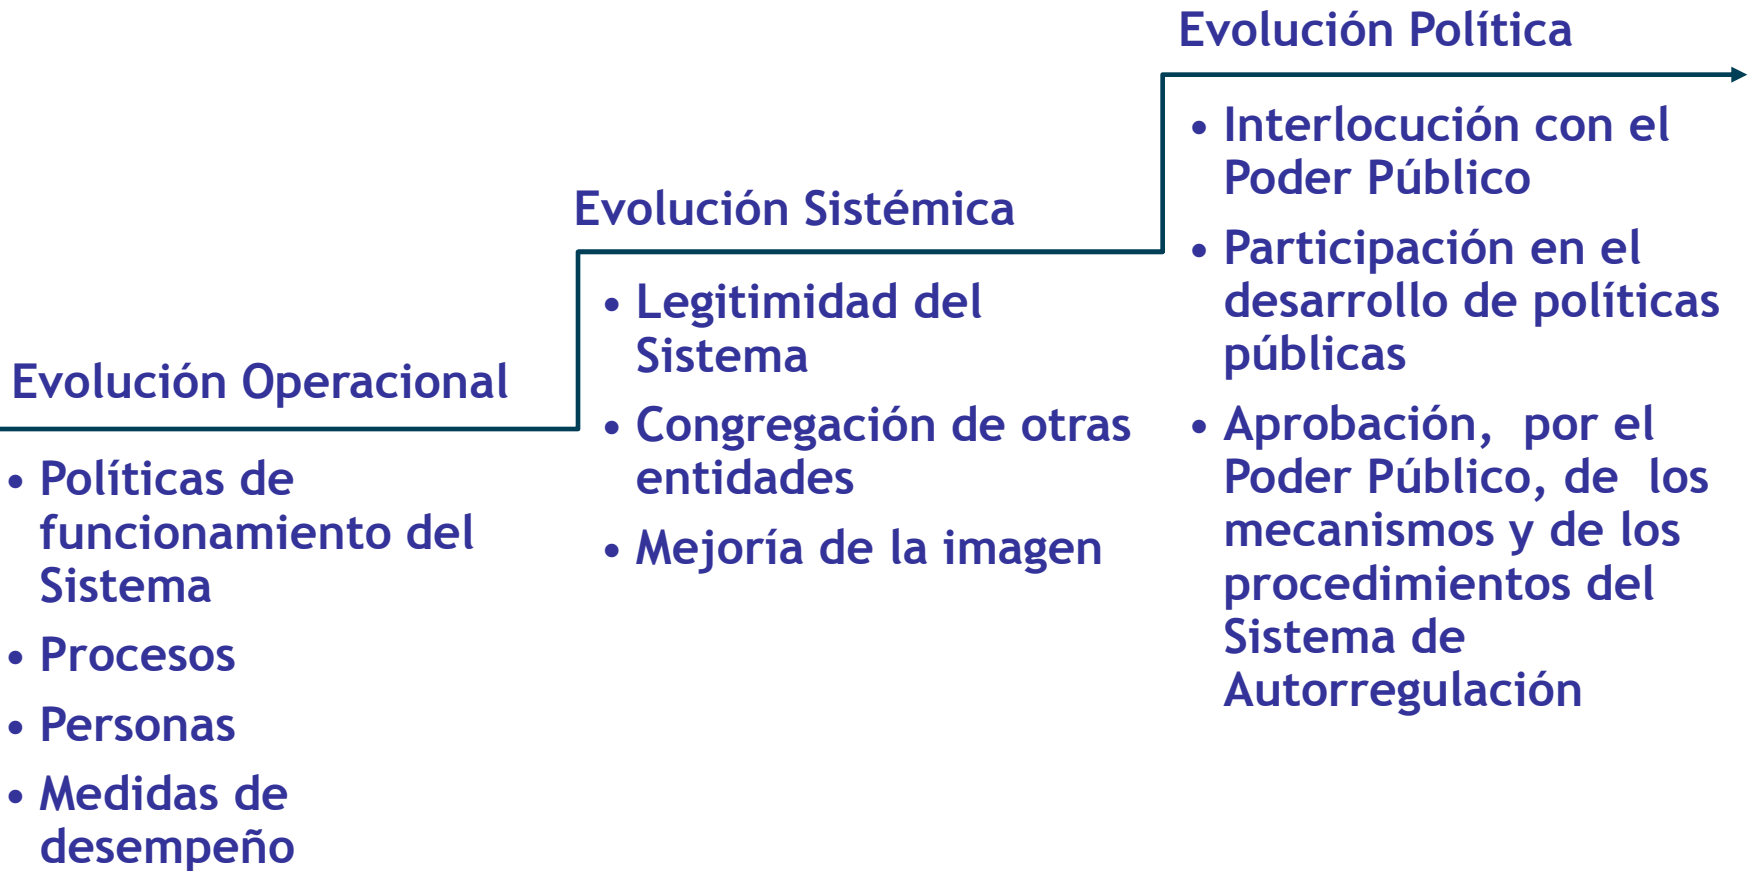 Evolución Operacional
• Políticas de
funcionamiento del
Sistema
• Procesos
• Personas
• Medidas de
desempeño
Evolución Sistémica
• Legitimidad del
Sistema
• Congregación de otras
entidades
• Mejoría de la imagen
Evolución Política
• Interlocución con el
Poder Público
• Participación en el
desarrollo de políticas
públicas
• Aprobación,  por el
Poder Público, de  los
mecanismos y de los
procedimientos del
Sistema de
Autorregulación